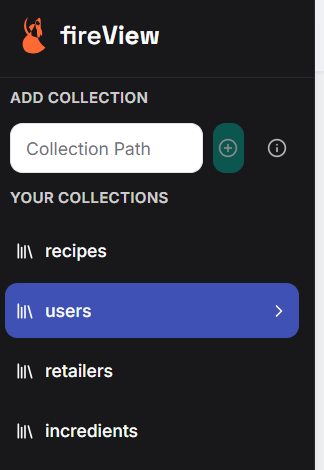 fireView
ADD COLLECTION
Collection Path
YOUR COLLECTIONS
recipes
users
retailers
incredients